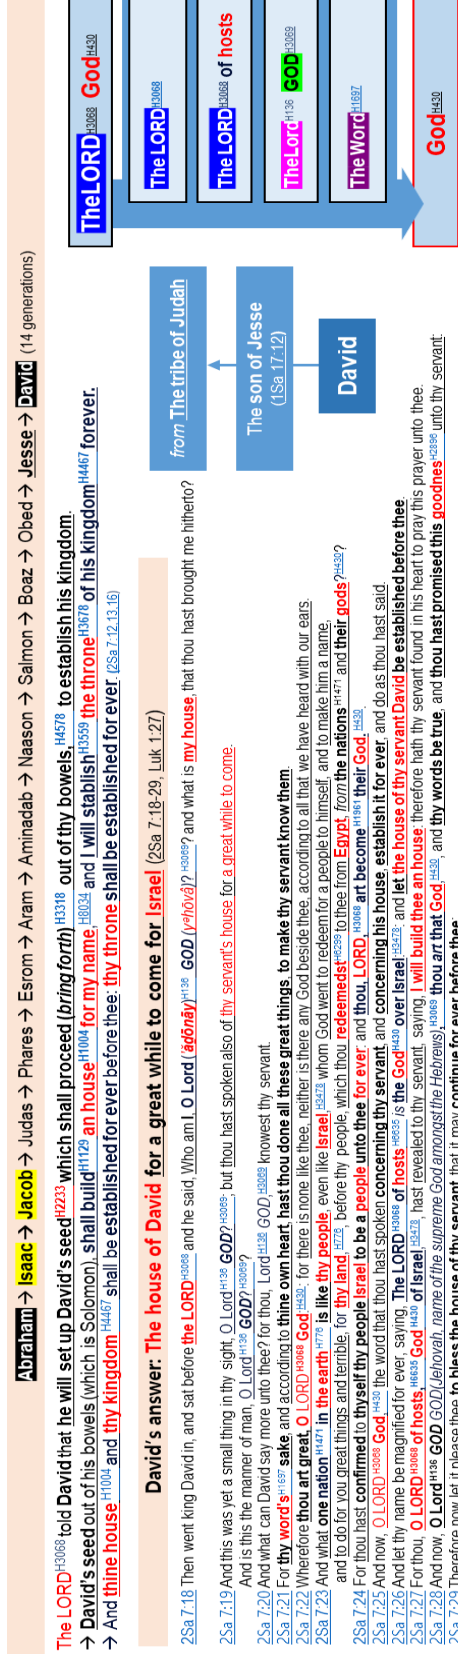 Abraham → Isaac → Jacob → Judas → Phares → Esrom → Aram → Aminadab → Naason → Salmon → Boaz → Obed → Jesse → David (14 generations)
The LORD H3068 told David that he will set up David's seed H2233 which shall proceed (bring forth) H3318 out of thy bowels, H4578 to establish his kingdom.
→ David's seed out of his bowels (which is Solomon), shall build H1129 an house H1004 for my name, H8034 and I will stablish H3559 the throne H3678 of his kingdom H4467 forever.
→ And thine house H1004 and thy kingdom H4467 shall be established for ever before thee: thy throne shall be established for ever. (2Sa 7:12,13,16)
David's answer: The house of David for a great while to come for Israel (2Sa 7:18-29, Luk 1:27)
2Sa 7:18 Then went king David in, and sat before the LORD H3068 and he said, Who am I, O Lord ('ădônāy) H136 GOD (yᵉhōvâ)? H3069? and what is my house, that thou hast brought me hitherto?
2Sa 7:19 And this was yet a small thing in thy sight, O Lord H136 GOD? H3069; but thou hast spoken also of thy servant's house for a great while to come.
And is this the manner of man, O Lord H136 GOD? H3069?
2Sa 7:20 And what can David say more unto thee? for thou, Lord H136 GOD, H3069 knowest thy servant.
2Sa 7:21 For thy word's H1697 sake, and according to thine own heart, hast thou done all these great things, to make thy servant know them.
2Sa 7:22 Wherefore thou art great, O LORD H3068 God H430: for there is none like thee, neither is there any God beside thee, according to all that we have heard with our ears.
2Sa 7:23 And what one nation H1471 in the earth H776 is like thy people, even like Israel, H3478 whom God went to redeem for a people to himself, and to make him a name,
and to do for you great things and terrible, for thy land, H776, before thy people, which thou redeemedst H6299 to thee from Egypt, from the nations H1471 and their gods? H430?
2Sa 7:24 For thou hast confirmed to thyself thy people Israel to be a people unto thee for ever: and thou, LORD, H3068 art become H1961 their God. H430.
2Sa 7:25 And now, O LORD H3068 God, H430 the word that thou hast spoken concerning thy servant, and concerning his house, establish it for ever, and do as thou hast said.
2Sa 7:26 And let thy name be magnified for ever, saying, The LORD H3068 of hosts H6635 is the God H430 over Israel: H3478: and let the house of thy servant David be established before thee.
2Sa 7:27 For thou, O LORD H3068 of hosts, H6635 God H430 of Israel, H3478, hast revealed to thy servant, saying, I will build thee an house: therefore hath thy servant found in his heart to pray this prayer unto thee.
2Sa 7:28 And now, O Lord H136 GOD GOD(Jehovah, name of the supreme God amongst the Hebrews), H3069 thou art that God, H430, and thy words be true, and thou hast promised this goodnes H2896 unto thy servant:
2Sa 7:29 Therefore now let it please thee to bless the house of thy servant, that it may continue for ever before thee:
from The tribe of Judah
The son of Jesse
(1Sa 17:12)
David
TheLORD H3068 God H430
The LORD H3068
The LORD H3068 of hosts
TheLord H136 GOD H3069
The Word H1697
God H430